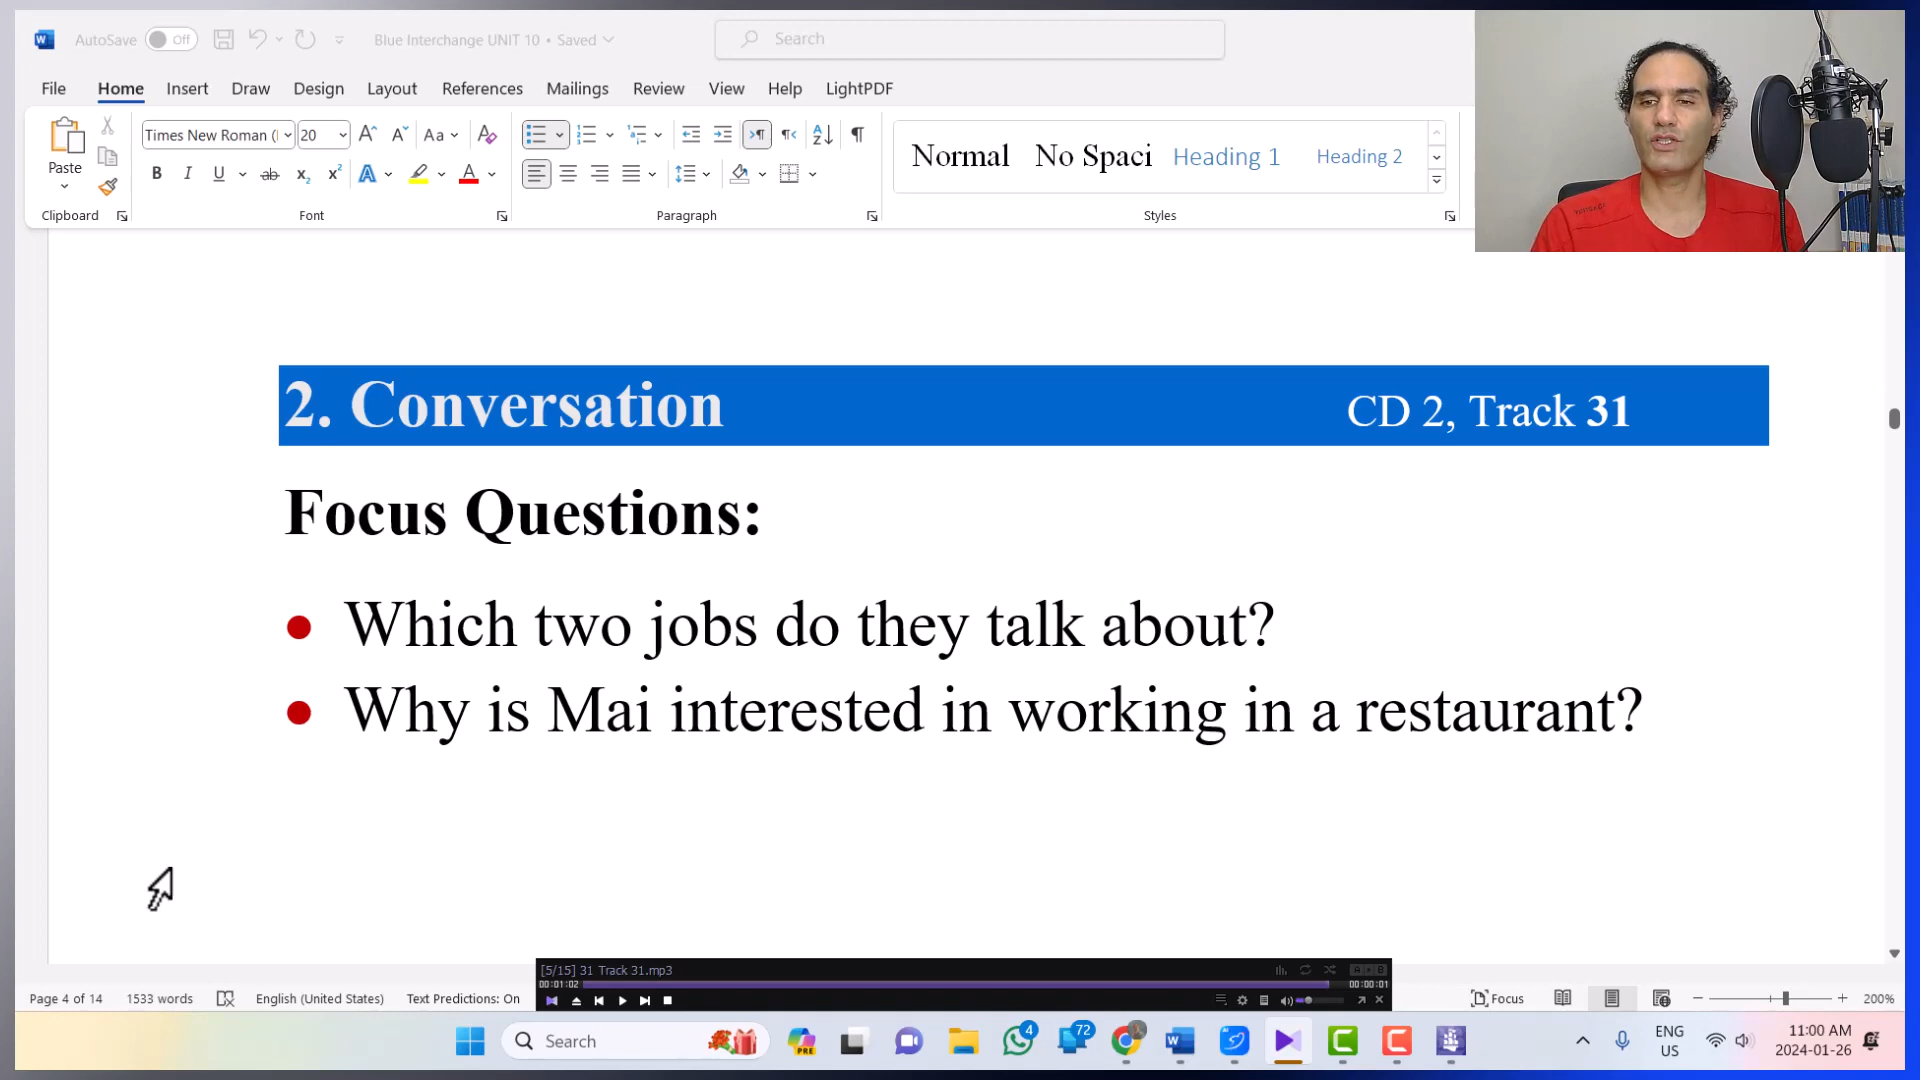 AutoSave Off Blue Interchange UNIT 10 • Saved Search
File Home Insert Draw Design Layout References Mailings Review View Help LightPDF
Paste Times New Roman ( 20 Normal No Spaci Heading 1 Heading 2
Clipboard Font Paragraph Styles
2. Conversation CD 2, Track 31
Focus Questions:
• Which two jobs do they talk about?
• Why is Mai interested in working in a restaurant?
[5/15] 31 Track 31.mp3
00:01:02 00:00:01
Page 4 of 14 1533 words English (United States) Text Predictions: On Focus 200%
Search PRE 4 72 ENG 11:00 AM
US 2024-01-26